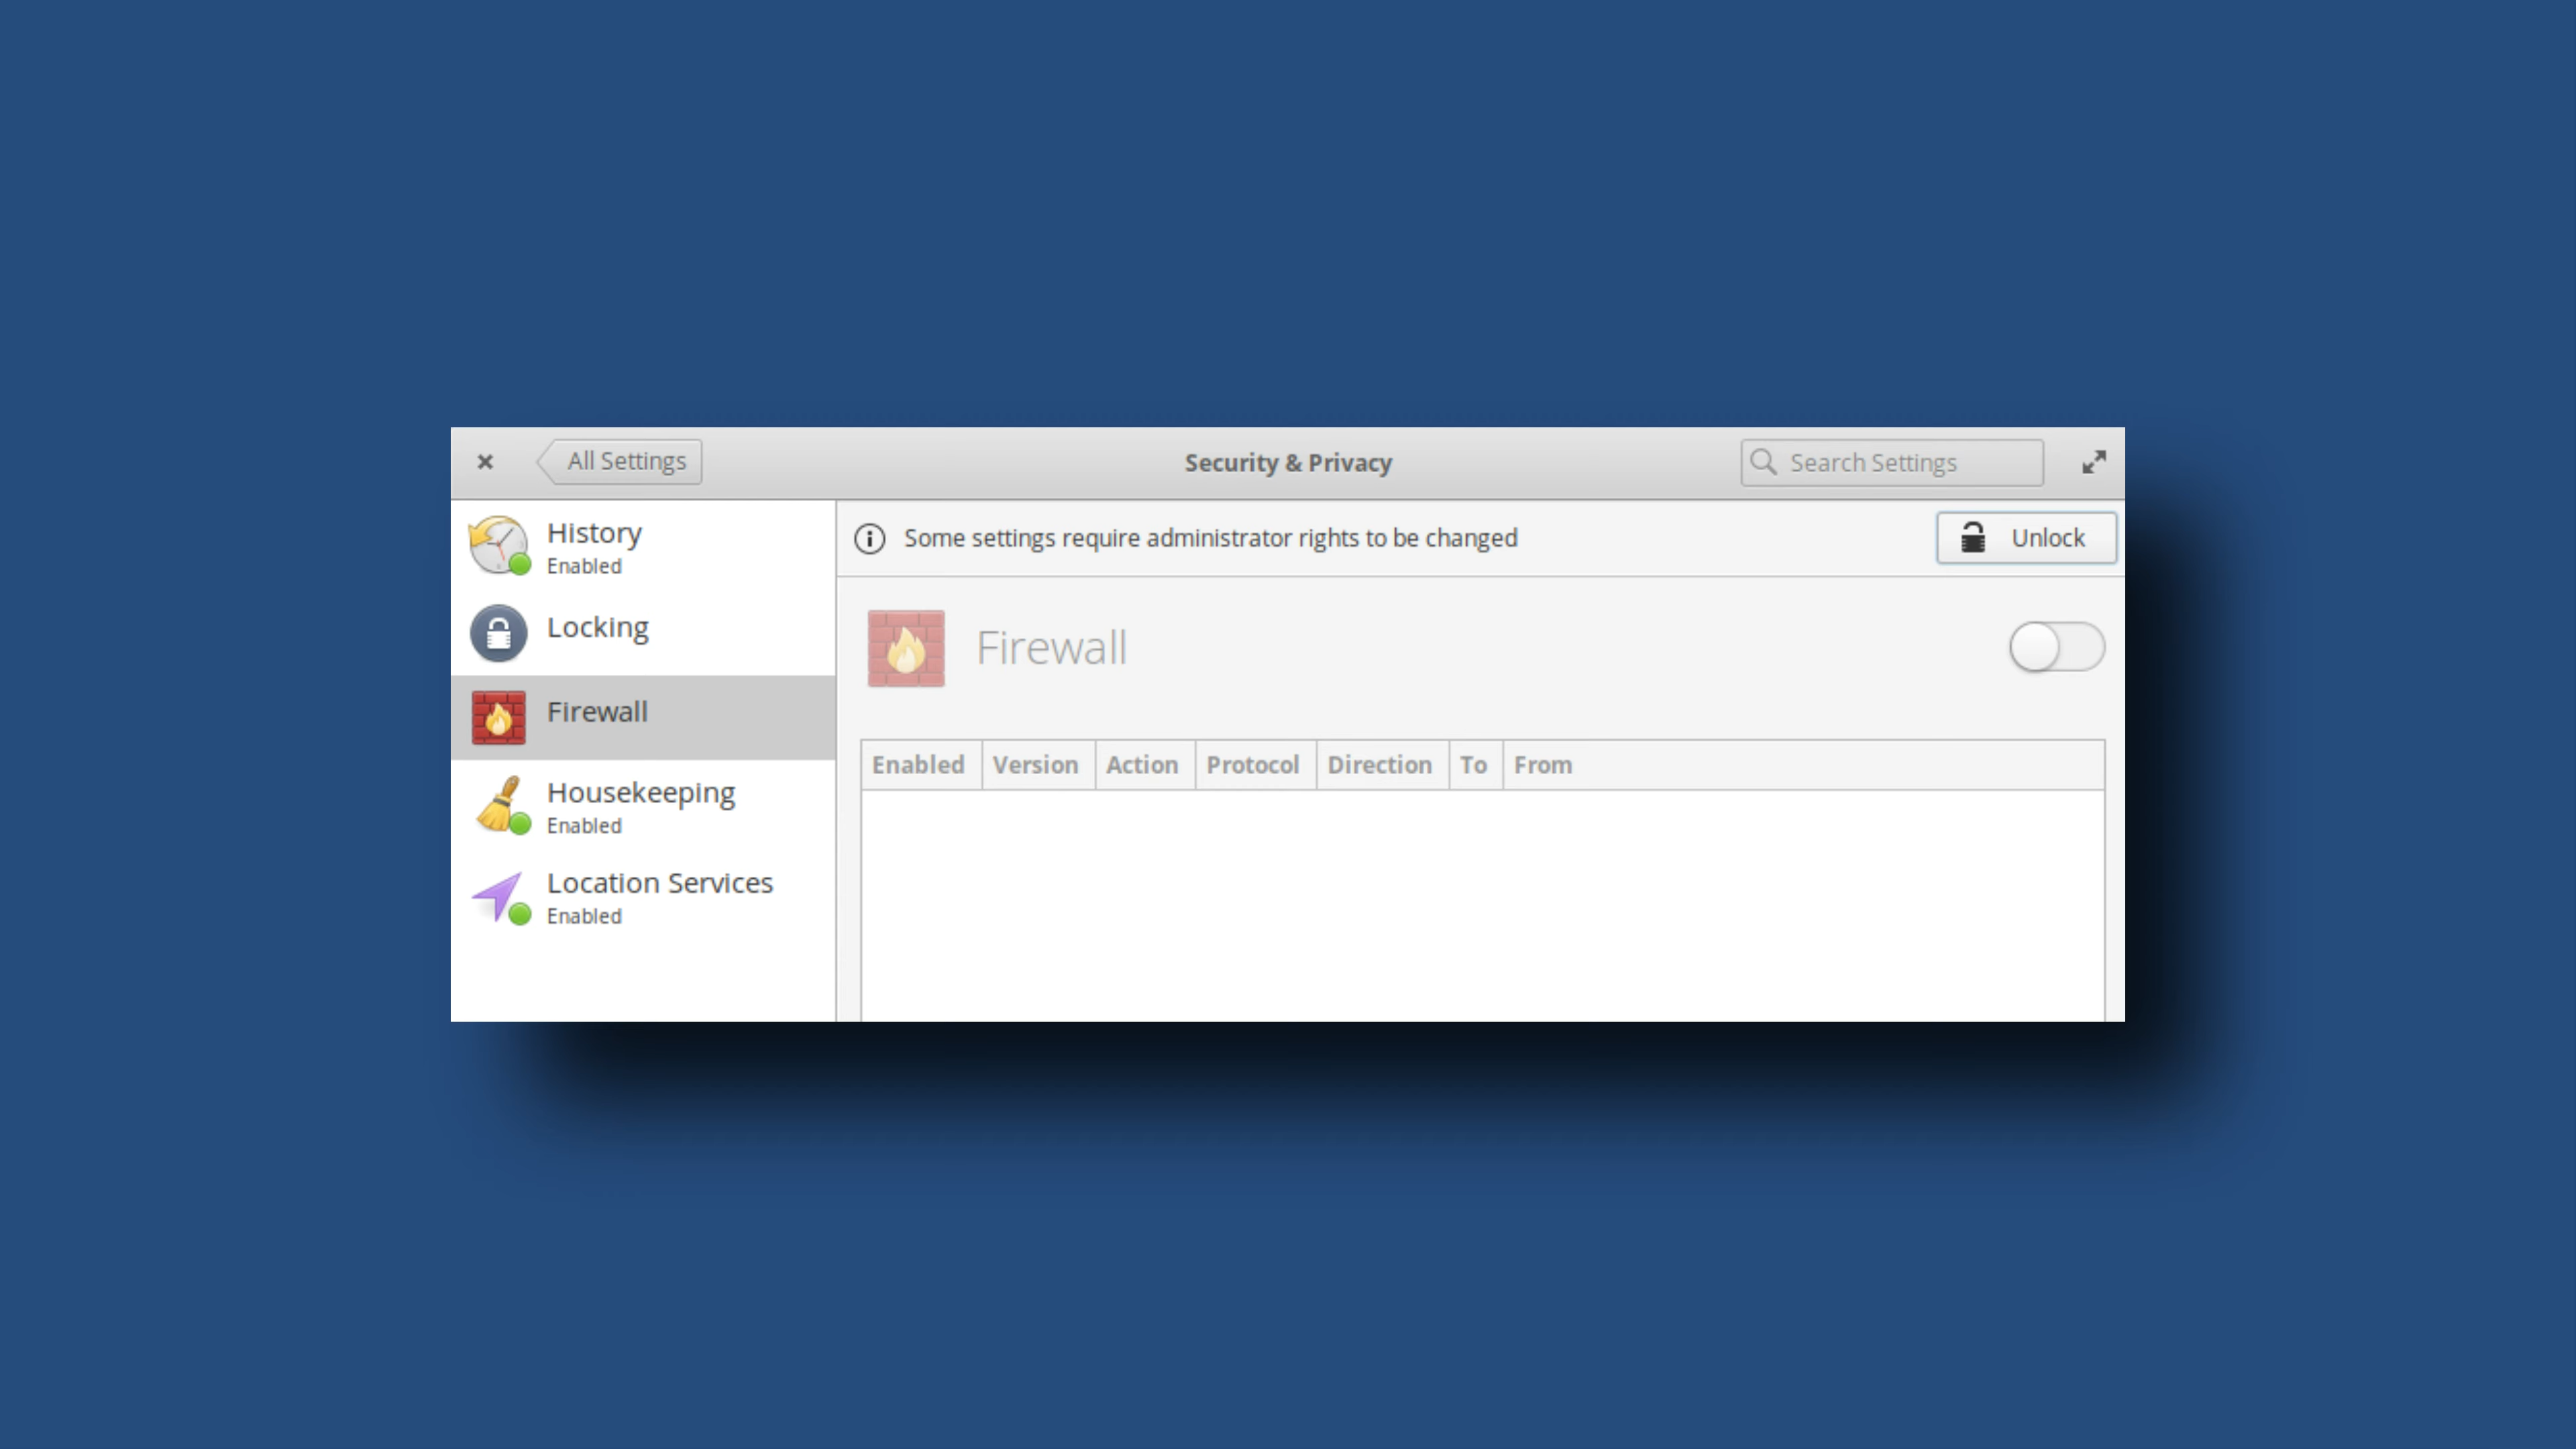 All Settings
Security & Privacy
Search Settings
History
Enabled
Locking
Firewall
Housekeeping
Enabled
Location Services
Enabled
Some settings require administrator rights to be changed
Unlock
Firewall
Enabled Version Action Protocol Direction To From